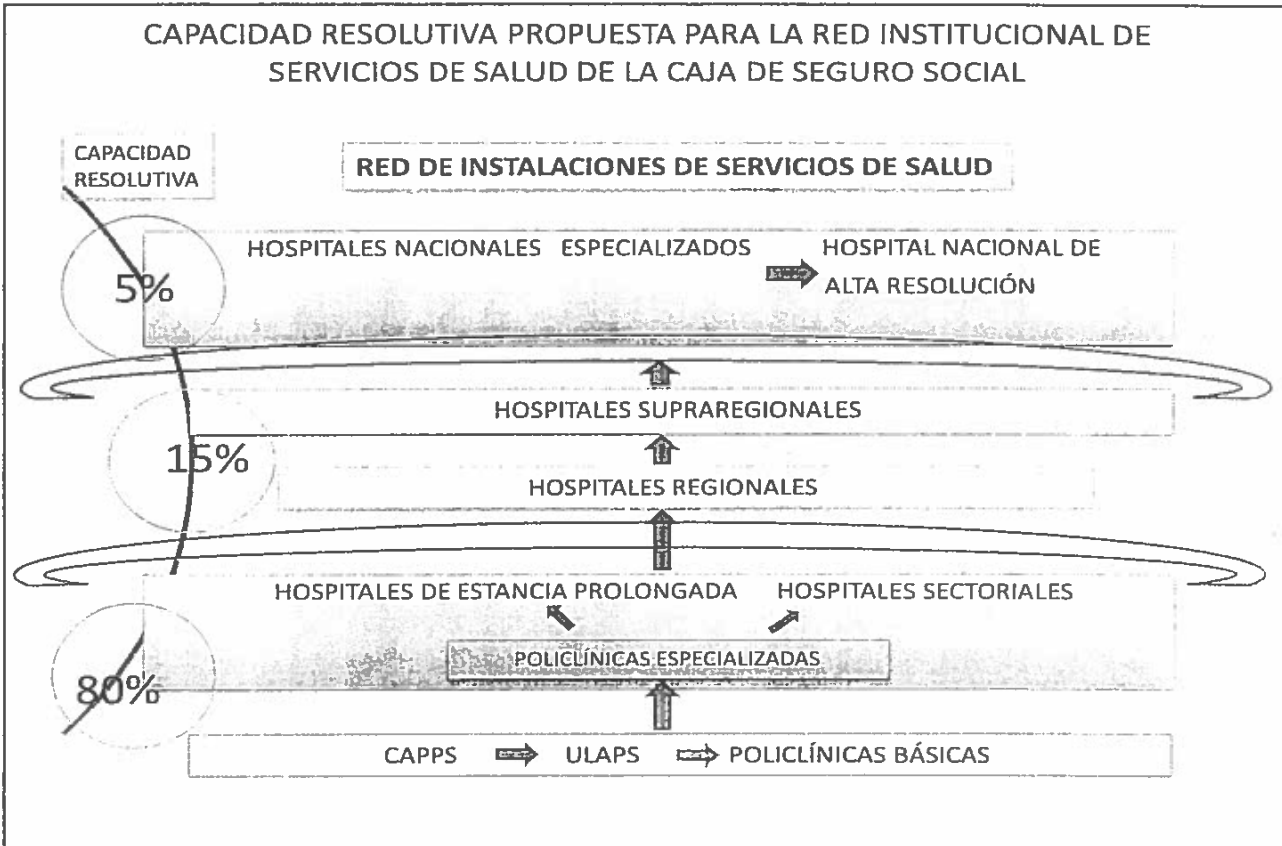 CAPACIDAD RESOLUTIVA PROPUESTA PARA LA RED INSTITUCIONAL DE
SERVICIOS DE SALUD DE LA CAJA DE SEGURO SOCIAL
CAPACIDAD
RESOLUTIVA
RED DE INSTALACIONES DE SERVICIOS DE SALUD
HOSPITALES NACIONALES ESPECIALIZADOS
HOSPITAL NACIONAL DE
ALTA RESOLUCIÓN
5%
HOSPITALES SUPRAREGIONALES
15%
HOSPITALES REGIONALES
HOSPITALES DE ESTANCIA PROLONGADA
HOSPITALES SECTORIALES
POLICLÍNICAS ESPECIALIZADAS
80%
CAPPS
ULAPS
POLICLÍNICAS BÁSICAS